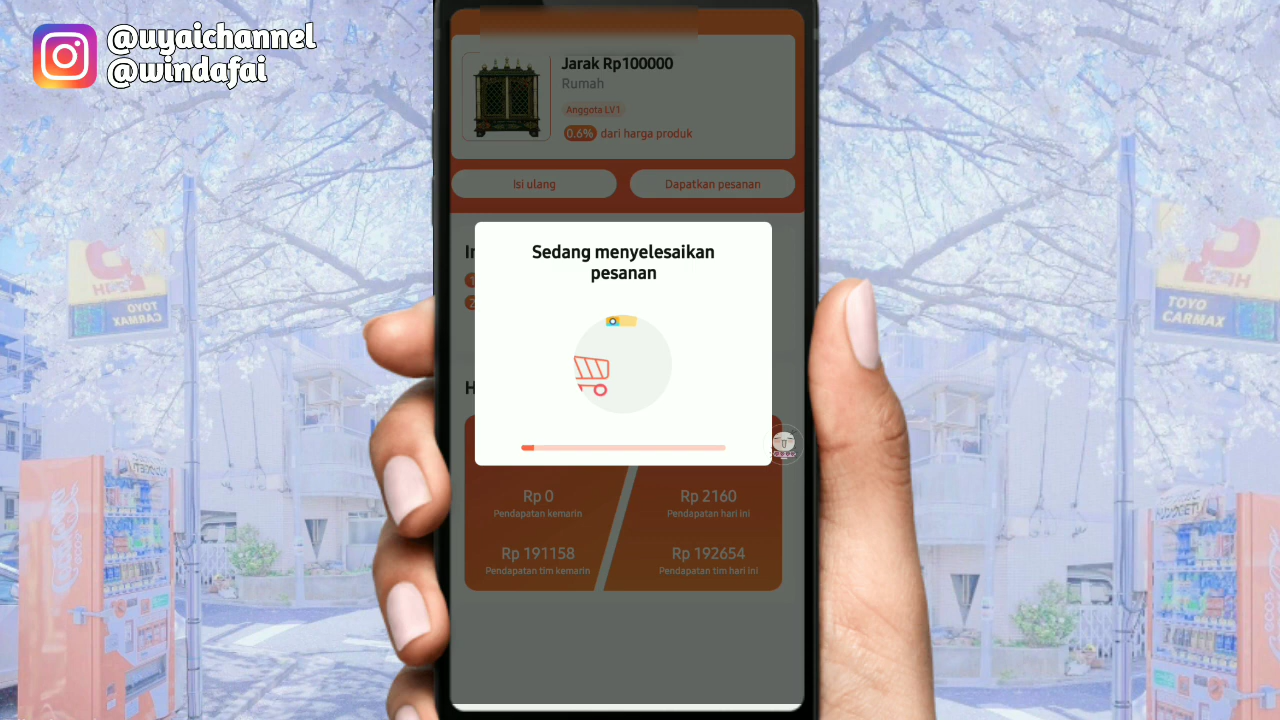 @uyaichannel
@windafai
Jarak Rp100000
Rumah
Anggota LV1
0.6% dari harga produk
Isi ulang
Dapatkan pesanan
Sedang menyelesaikan
pesanan
Rp 0
Pendapatan kemarin
Rp 2160
Pendapatan hari ini
Rp 191158
Pendapatan tim kemarin
Rp 192654
Pendapatan tim hari ini
TOYO
CARMAX